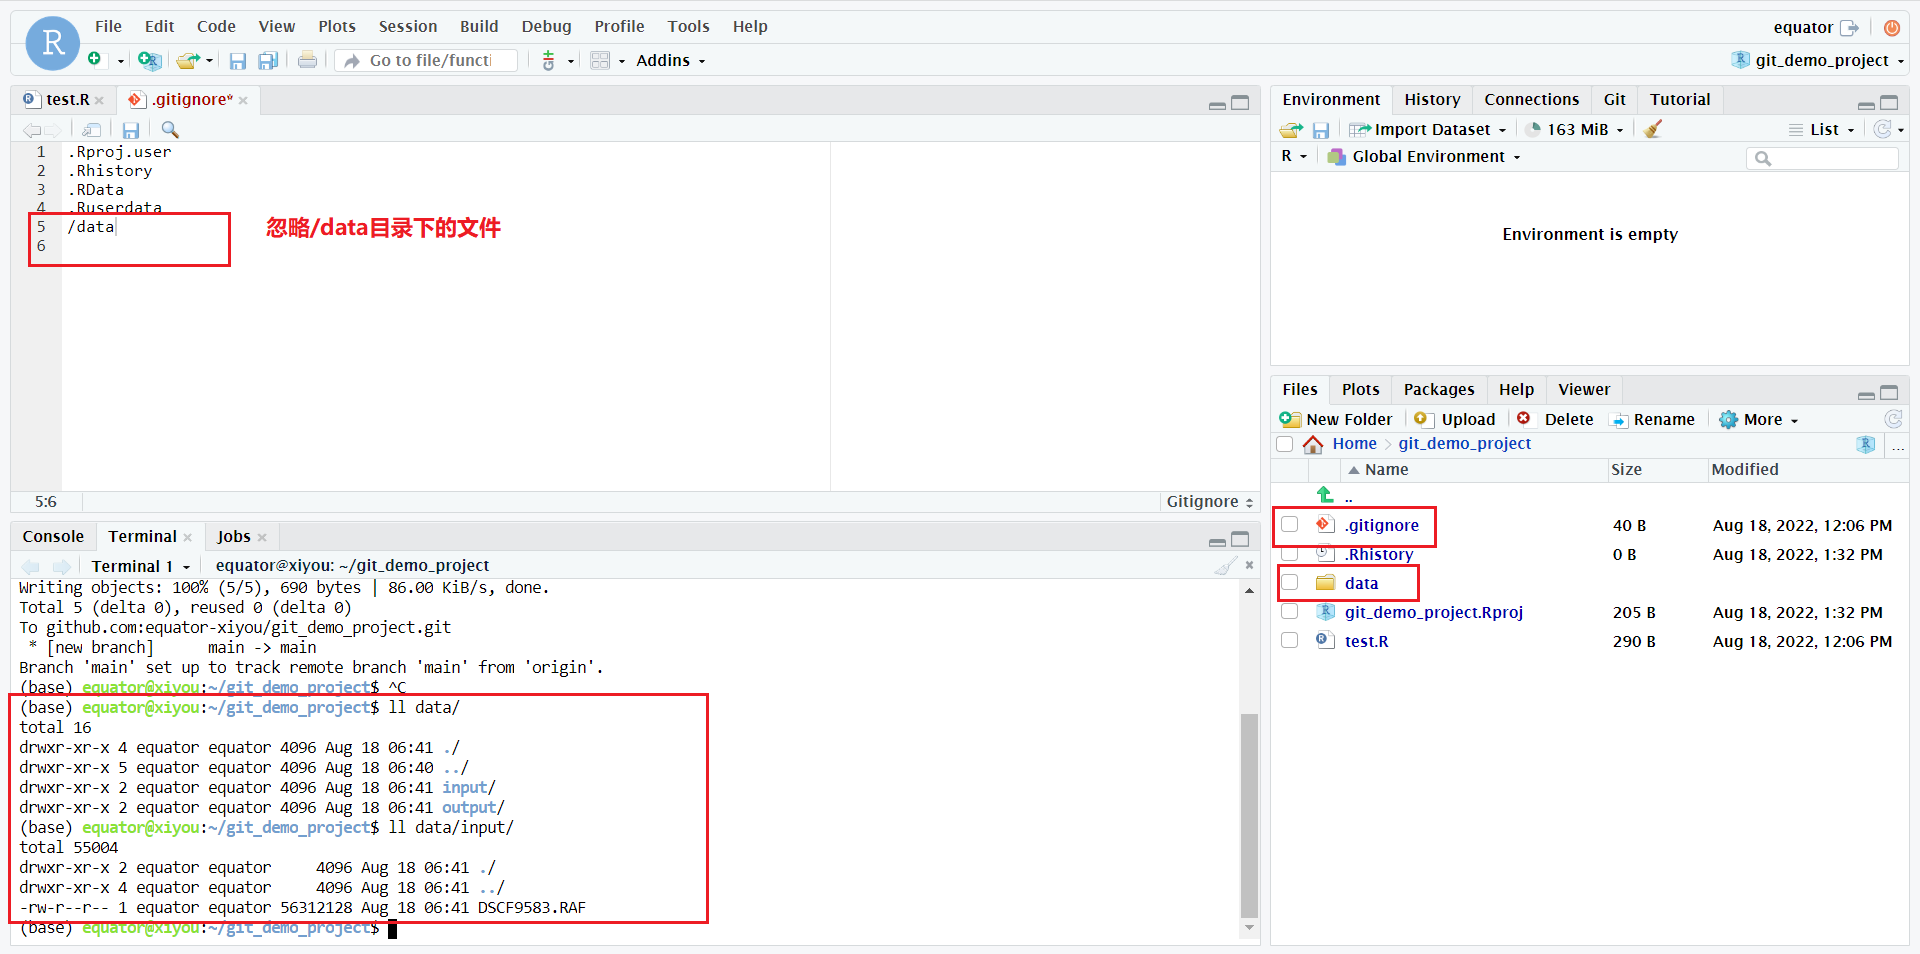 File Edit Code View Plots Session Build Debug Profile Tools Help
equator
R
Go to file/functi
Addins
git_demo_project
test.R
.gitignore*
1 .Rproj.user
2 .Rhistory
3 .RData
4 .Ruserdata
5 /data
6
忽略/data目录下的文件
5:6
Gitignore
Console Terminal Jobs
Terminal 1 equator@xiyou: ~/git_demo_project
Writing objects: 100% (5/5), 690 bytes | 86.00 KiB/s, done.
Total 5 (delta 0), reused 0 (delta 0)
To github.com:equator-xiyou/git_demo_project.git
* [new branch] main -> main
Branch 'main' set up to track remote branch 'main' from 'origin'.
(base) equator@xiyou:~/git_demo_project$ ^C
(base) equator@xiyou:~/git_demo_project$ ll data/
total 16
drwxr-xr-x 4 equator equator 4096 Aug 18 06:41 ./
drwxr-xr-x 5 equator equator 4096 Aug 18 06:40 ../
drwxr-xr-x 2 equator equator 4096 Aug 18 06:41 input/
drwxr-xr-x 2 equator equator 4096 Aug 18 06:41 output/
(base) equator@xiyou:~/git_demo_project$ ll data/input/
total 55004
drwxr-xr-x 2 equator equator 4096 Aug 18 06:41 ./
drwxr-xr-x 4 equator equator 4096 Aug 18 06:41 ../
-rw-r--r-- 1 equator equator 56312128 Aug 18 06:41 DSCF9583.RAF
(base) equator@xiyou:~/git_demo_project$
Environment History Connections Git Tutorial
Import Dataset 163 MiB List
R Global Environment
Environment is empty
Files Plots Packages Help Viewer
New Folder Upload Delete Rename More
Home > git_demo_project ...
Name Size Modified
..
.gitignore 40 B Aug 18, 2022, 12:06 PM
.Rhistory 0 B Aug 18, 2022, 1:32 PM
data
git_demo_project.Rproj 205 B Aug 18, 2022, 1:32 PM
test.R 290 B Aug 18, 2022, 12:06 PM